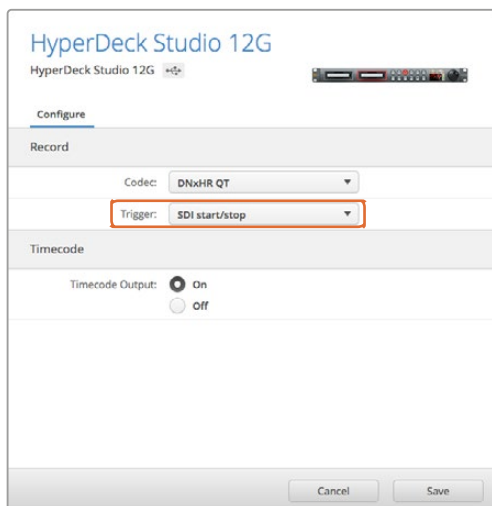 HyperDeck Studio 12G
HyperDeck Studio 12G
Configure
Record
Codec: DNxHR QT
Trigger: SDI start/stop
Timecode
Timecode Output: On
Off
Cancel Save